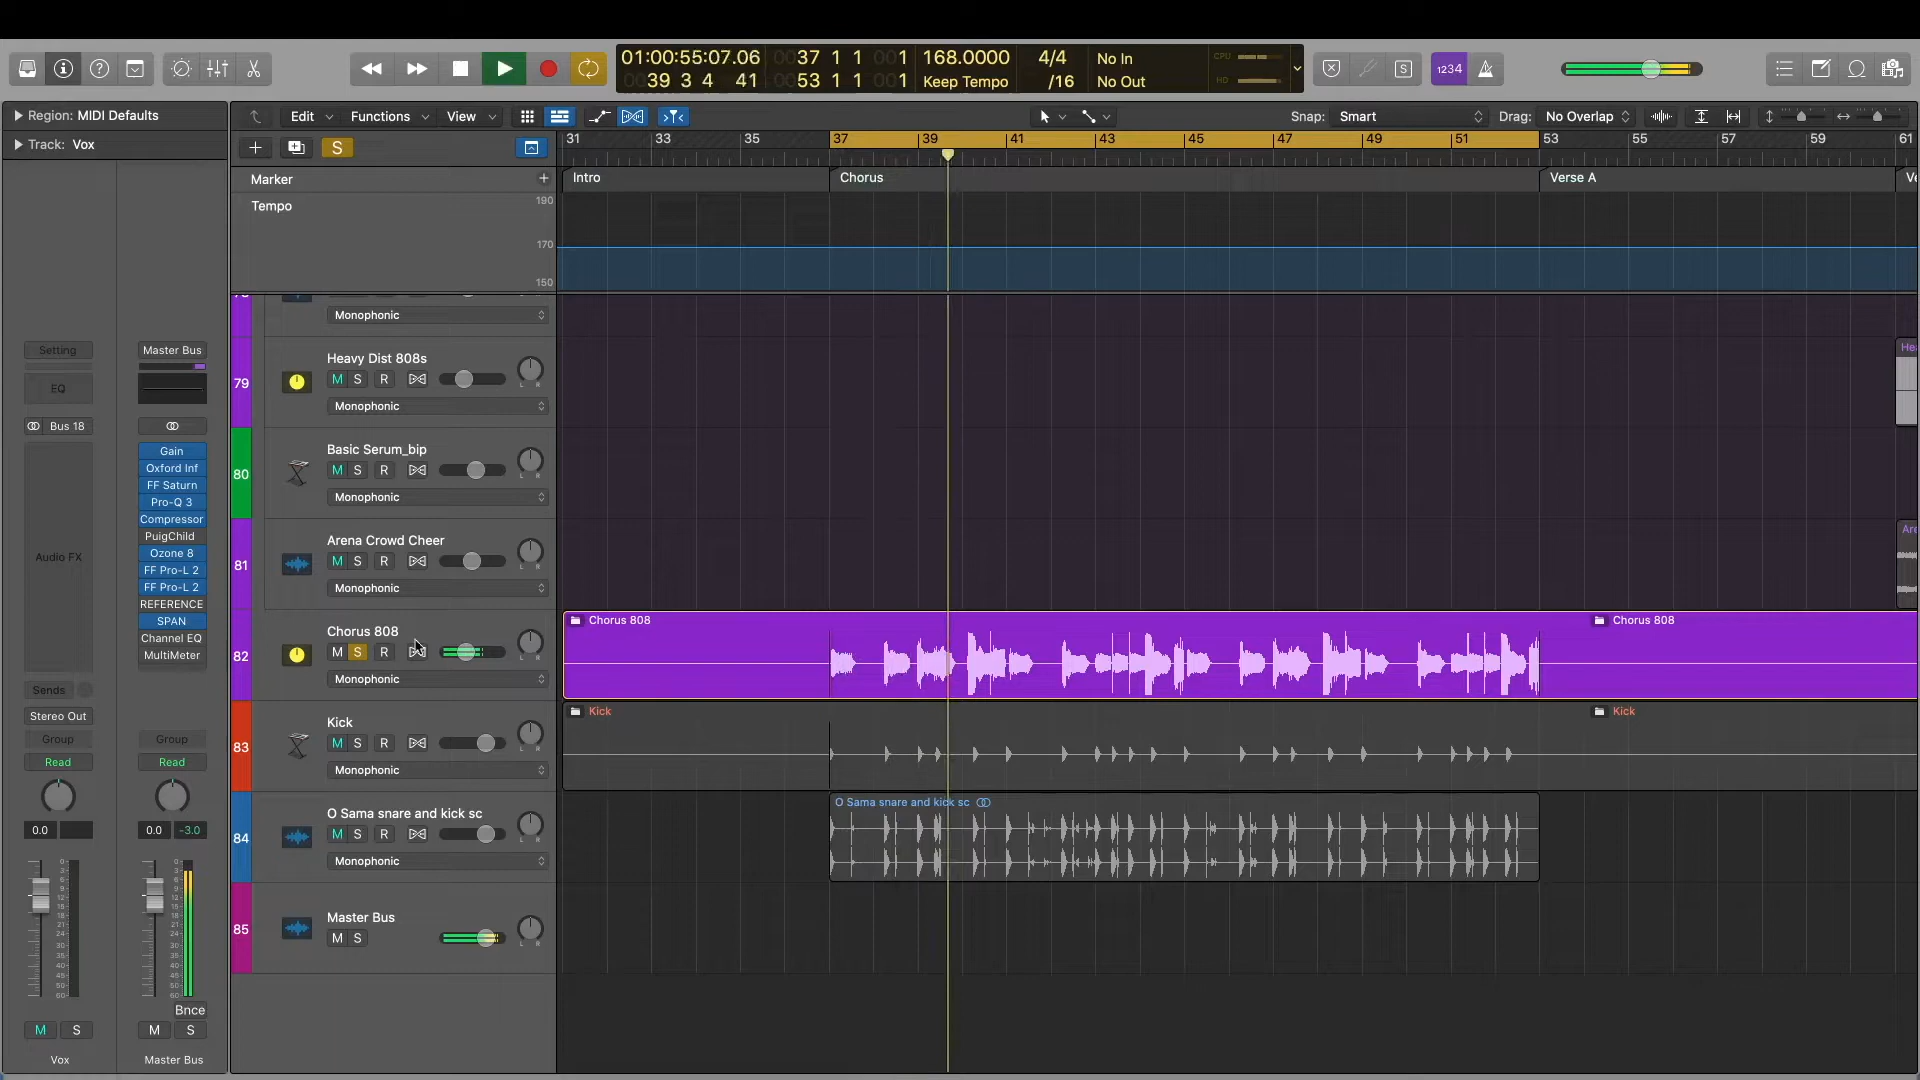 01:00:55:07.06
0037 1 1 001
168.0000
4/4
No In
CPU
0039 3 4 41
0053 1 1 001
Keep Tempo
/16
No Out
HD
S
1234
Region: MIDI Defaults
Edit
Functions
View
Snap: Smart
Drag: No Overlap
Track: Vox
S
31
33
35
37
39
41
43
45
47
49
51
53
55
57
59
61
Marker
Intro
Chorus
Verse A
Tempo
190
170
150
Monophonic
79
Heavy Dist 808s
M S R
L R
Monophonic
80
Basic Serum_bip
M S R
L R
Monophonic
81
Arena Crowd Cheer
M S R
L R
Monophonic
82
Chorus 808
M S R
L R
Monophonic
Chorus 808
Chorus 808
83
Kick
M S R
L R
Monophonic
Kick
Kick
84
O Sama snare and kick sc
M S R
L R
Monophonic
O Sama snare and kick sc
85
Master Bus
M S
L R
Setting
Master Bus
EQ
Bus 18
Audio FX
Gain
Oxford Inf
FF Saturn
Pro-Q 3
Compressor
PuigChild
Ozone 8
FF Pro-L 2
FF Pro-L 2
REFERENCE
SPAN
Channel EQ
MultiMeter
Sends
Stereo Out
Group
Group
Read
Read
0.0
0.0
-3.0
Bnce
M S
M S
Vox
Master Bus